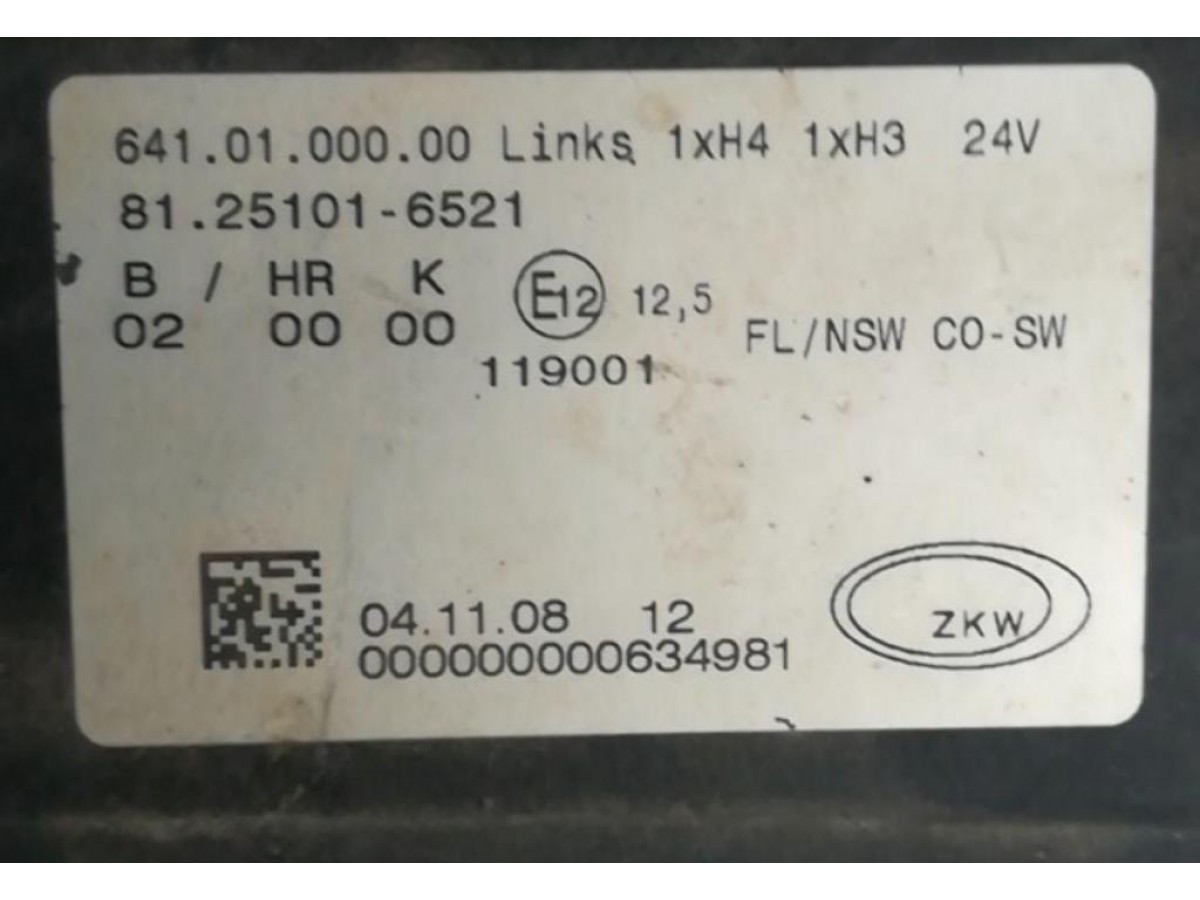 641.01.000.00 Links 1xH4 1xH3 24V
81.25101-6521
B / HR K
02 00 00
E12 12,5
119001
FL/NSW CO-SW
04.11.08 12
000000000634981
ZKW